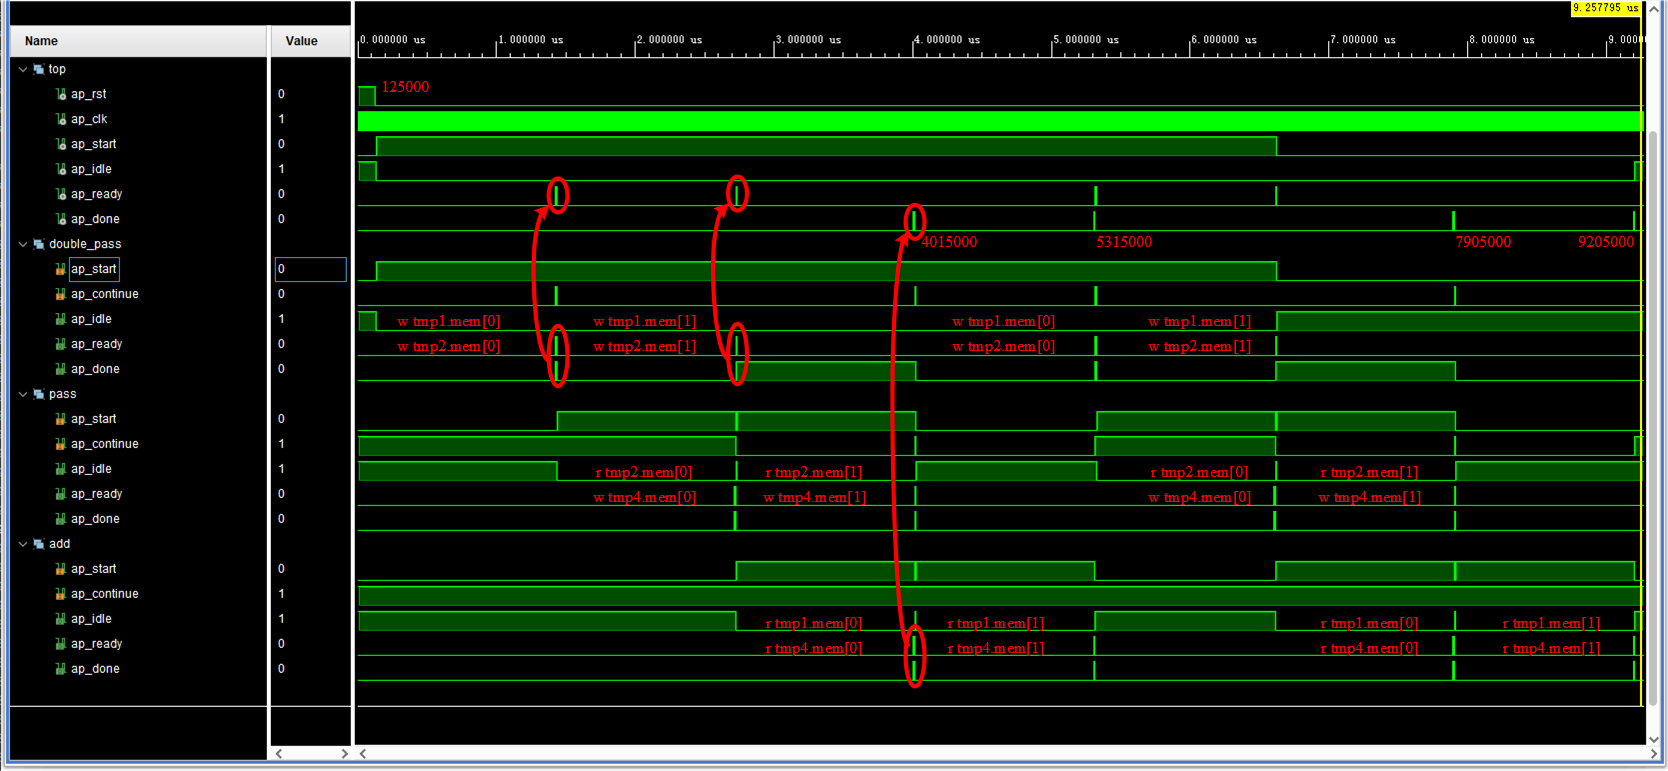 9.257795 us
Name Value
0.000000 us 1.000000 us 2.000000 us 3.000000 us 4.000000 us 5.000000 us 6.000000 us 7.000000 us 8.000000 us 9.0000
top
ap_rst 0 125000
ap_clk 1
ap_start 0
ap_idle 1
ap_ready 0
ap_done 0
double_pass 4015000 5315000 7905000 9205000
ap_start 0
ap_continue 0
ap_idle 1 w tmp1.mem[0] w tmp1.mem[1] w tmp1.mem[0] w tmp1.mem[1]
ap_ready 0 w tmp2.mem[0] w tmp2.mem[1] w tmp2.mem[0] w tmp2.mem[1]
ap_done 0
pass
ap_start 0
ap_continue 1
ap_idle 1 r tmp2.mem[0] r tmp2.mem[1] r tmp2.mem[0] r tmp2.mem[1]
ap_ready 0 w tmp4.mem[0] w tmp4.mem[1] w tmp4.mem[0] w tmp4.mem[1]
ap_done 0
add
ap_start 0
ap_continue 1
ap_idle 1 r tmp1.mem[0] r tmp1.mem[1] r tmp1.mem[0] r tmp1.mem[1]
ap_ready 0 r tmp4.mem[0] r tmp4.mem[1] r tmp4.mem[0] r tmp4.mem[1]
ap_done 0